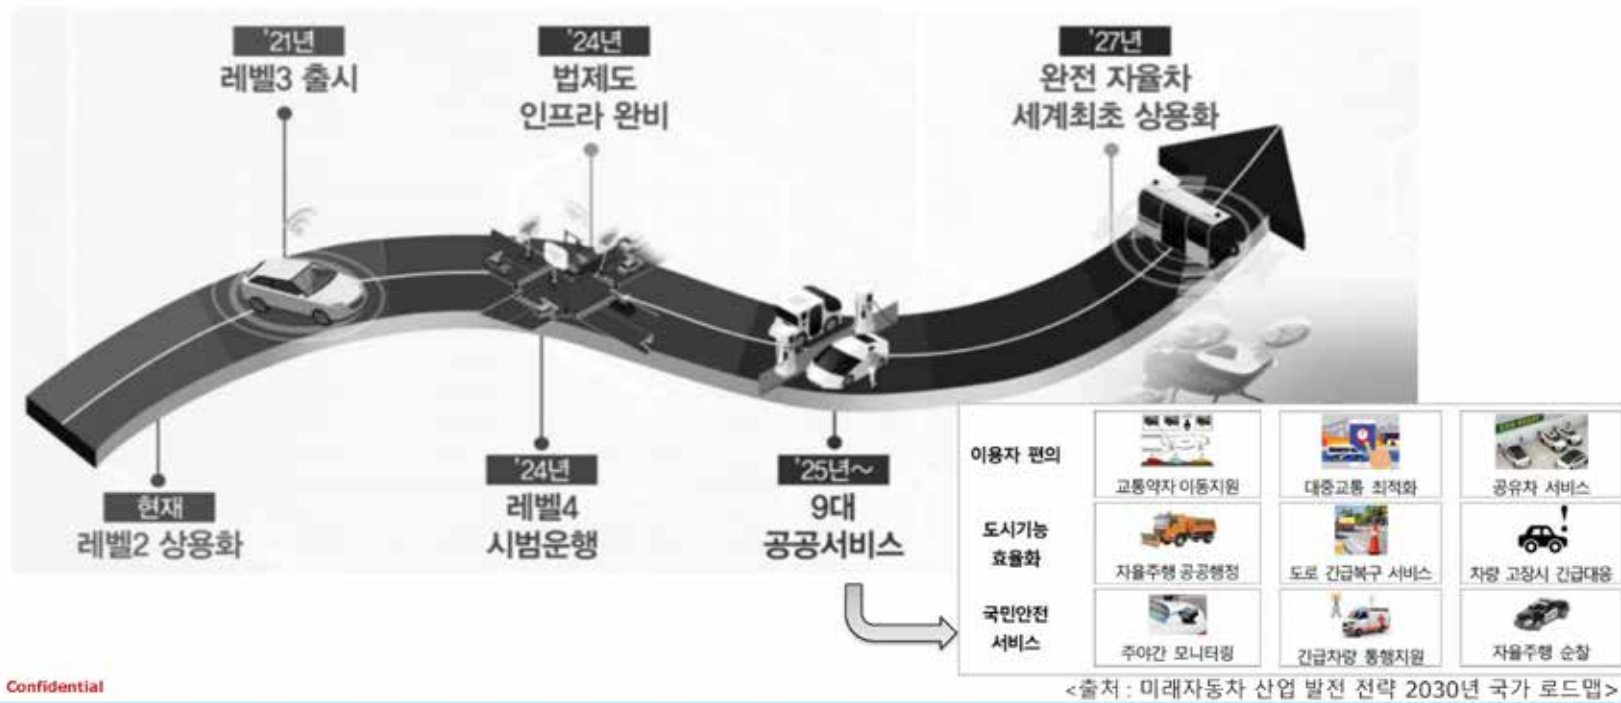 '21년
레벨3 출시
'24년
법제도
인프라 완비
'27년
완전 자율차
세계최초 상용화
현재
레벨2 상용화
'24년
레벨4
시범운행
'25년~
9대
공공서비스
이용자 편의
교통약자 이동지원
대중교통 최적화
공유차 서비스
도시기능
효율화
자율주행 공공행정
도로 긴급복구 서비스
차량 고장시 긴급대응
국민안전
서비스
주야간 모니터링
긴급차량 통행지원
자율주행 순찰
Confidential
<출처 : 미래자동차 산업 발전 전략 2030년 국가 로드맵>